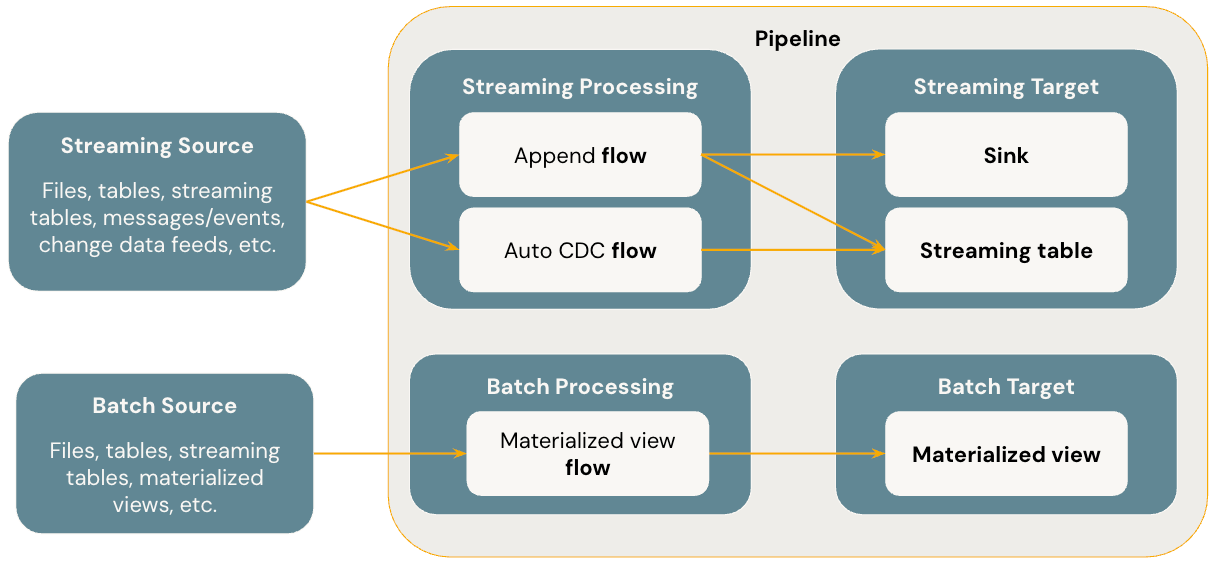 Pipeline
Streaming Source
Files, tables, streaming
tables, messages/events,
change data feeds, etc.
Streaming Processing
Append flow
Auto CDC flow
Streaming Target
Sink
Streaming table
Batch Source
Files, tables, streaming
tables, materialized
views, etc.
Batch Processing
Materialized view
flow
Batch Target
Materialized view